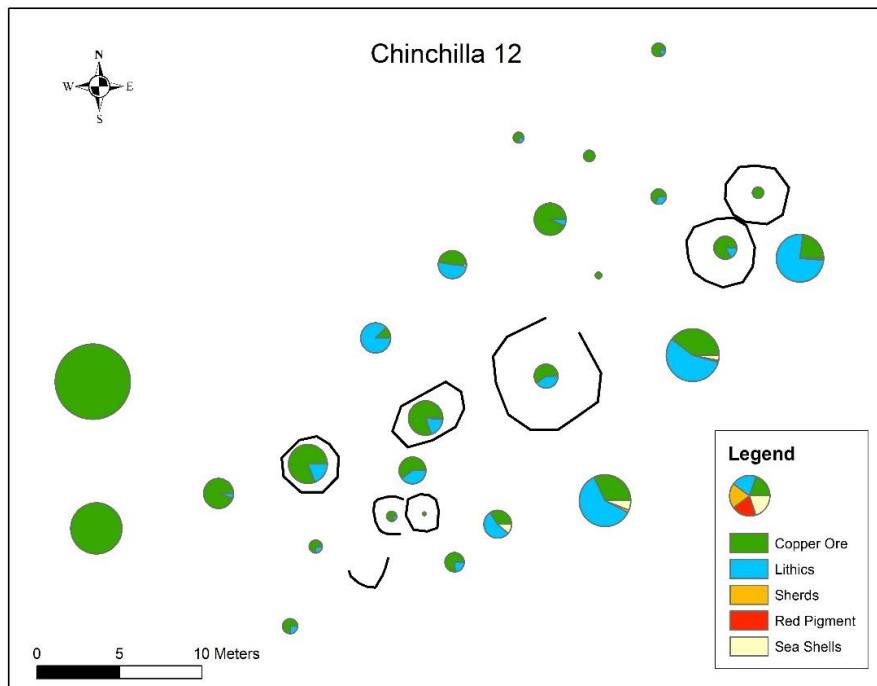 Chinchilla 12
N
W E
S
Legend
Copper Ore
Lithics
Sherds
Red Pigment
Sea Shells
0 5 10 Meters